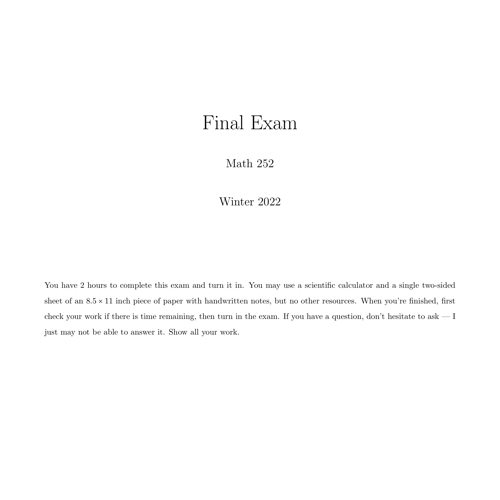 Final Exam
Math 252
Winter 2022
You have 2 hours to complete this exam and turn it in. You may use a scientific calculator and a single two-sided
sheet of an 8.5 × 11 inch piece of paper with handwritten notes, but no other resources. When you're finished, first
check your work if there is time remaining, then turn in the exam. If you have a question, don't hesitate to ask — I
just may not be able to answer it. Show all your work.